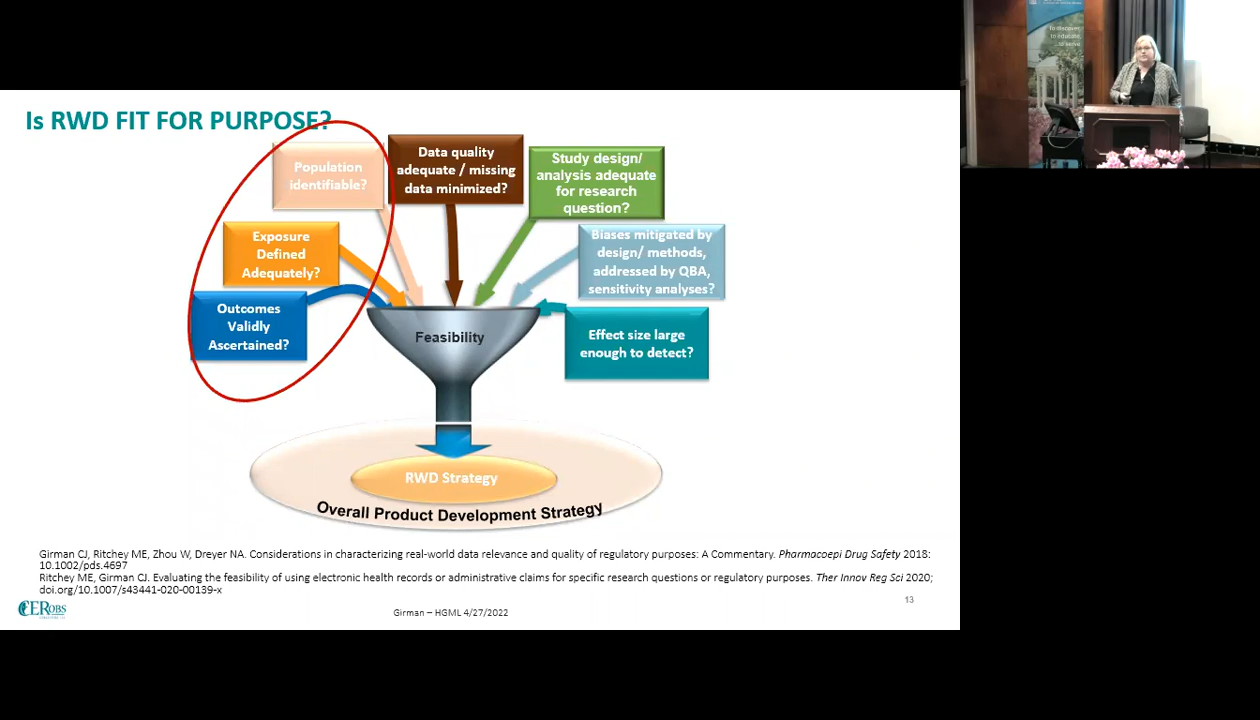 Is RWD FIT FOR PURPOSE?
Population
identifiable?
Data quality
adequate / missing
data minimized?
Study design/
analysis adequate
for research
question?
Exposure
Defined
Adequately?
Biases mitigated by
design/ methods,
addressed by QBA,
sensitivity analyses?
Outcomes
Validly
Ascertained?
Feasibility
Effect size large
enough to detect?
RWD Strategy
Overall Product Development Strategy
Girman CJ, Ritchey ME, Zhou W, Dreyer NA. Considerations in characterizing real-world data relevance and quality of regulatory purposes: A Commentary. Pharmacoepi Drug Safety 2018:
10.1002/pds.4697
Ritchey ME, Girman CJ. Evaluating the feasibility of using electronic health records or administrative claims for specific research questions or regulatory purposes. Ther Innov Reg Sci 2020;
doi.org/10.1007/s43441-020-00139-x
CEROBS
Girman – HGML 4/27/2022
13
to discover
to educate
to serve